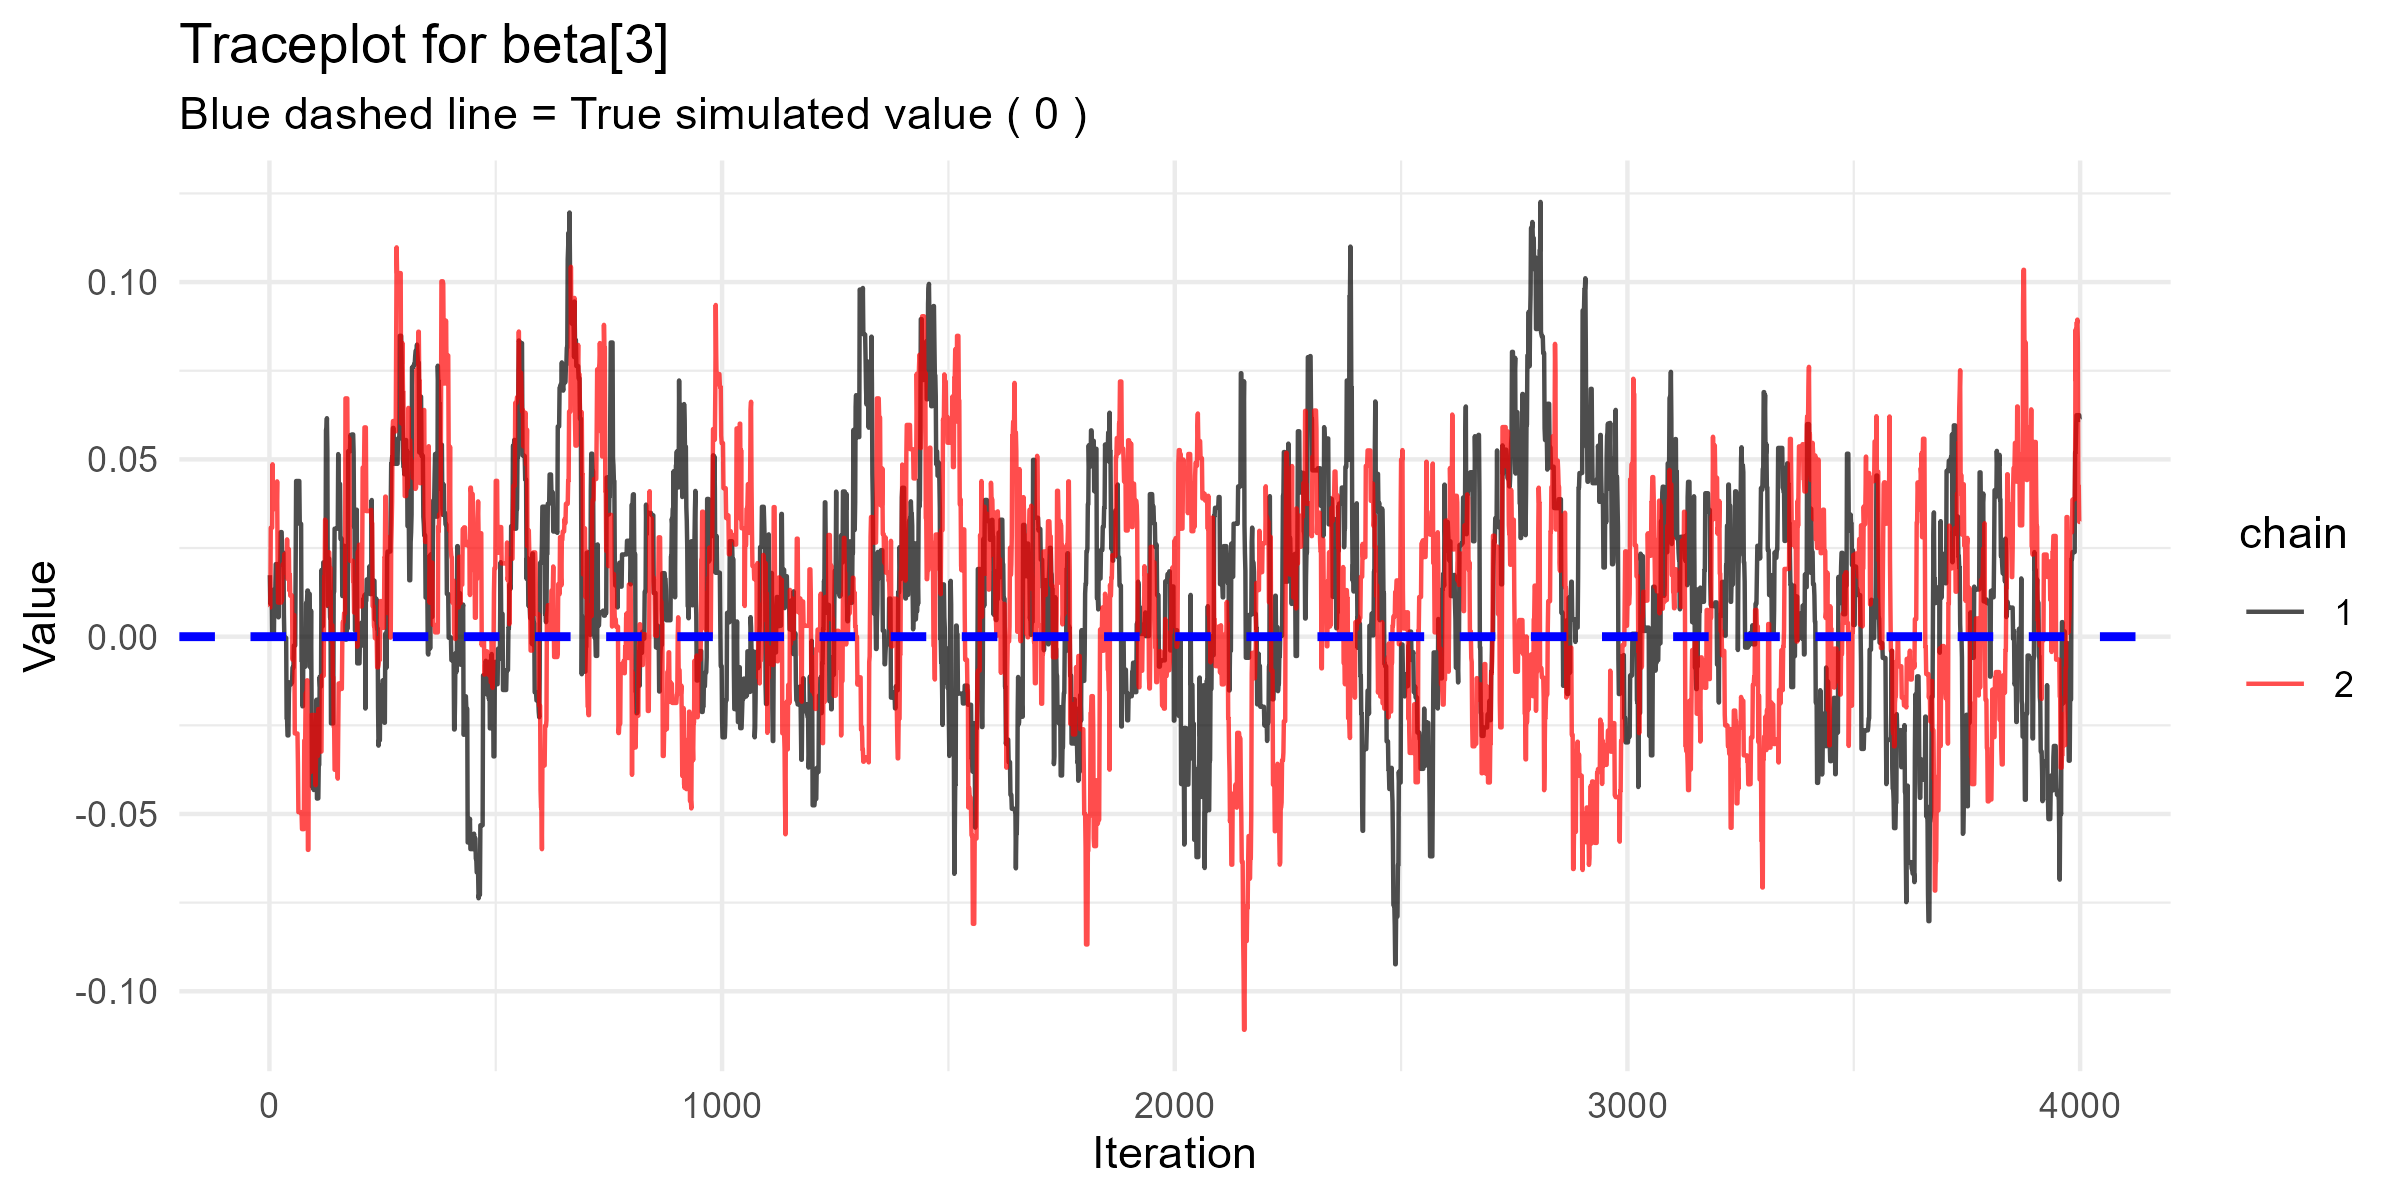 Traceplot for beta[3]
Blue dashed line = True simulated value ( 0 )
Value
0.10
0.05
0.00
-0.05
-0.10
0 1000 2000 3000 4000
Iteration
chain
1
2